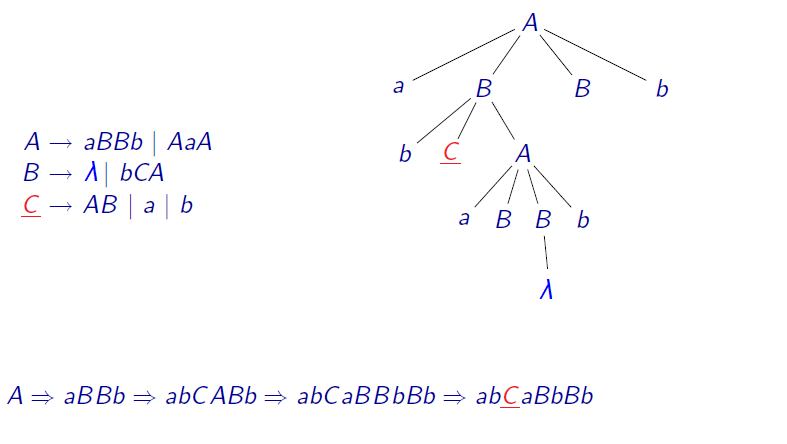 A
a B B b
A → aBBb | AaA
b C A
B → λ | bCA
C → AB | a | b
a B B b
λ
A ⇒ aBBb ⇒ abCABb ⇒ abCaBBbBb ⇒ abCaBbBb